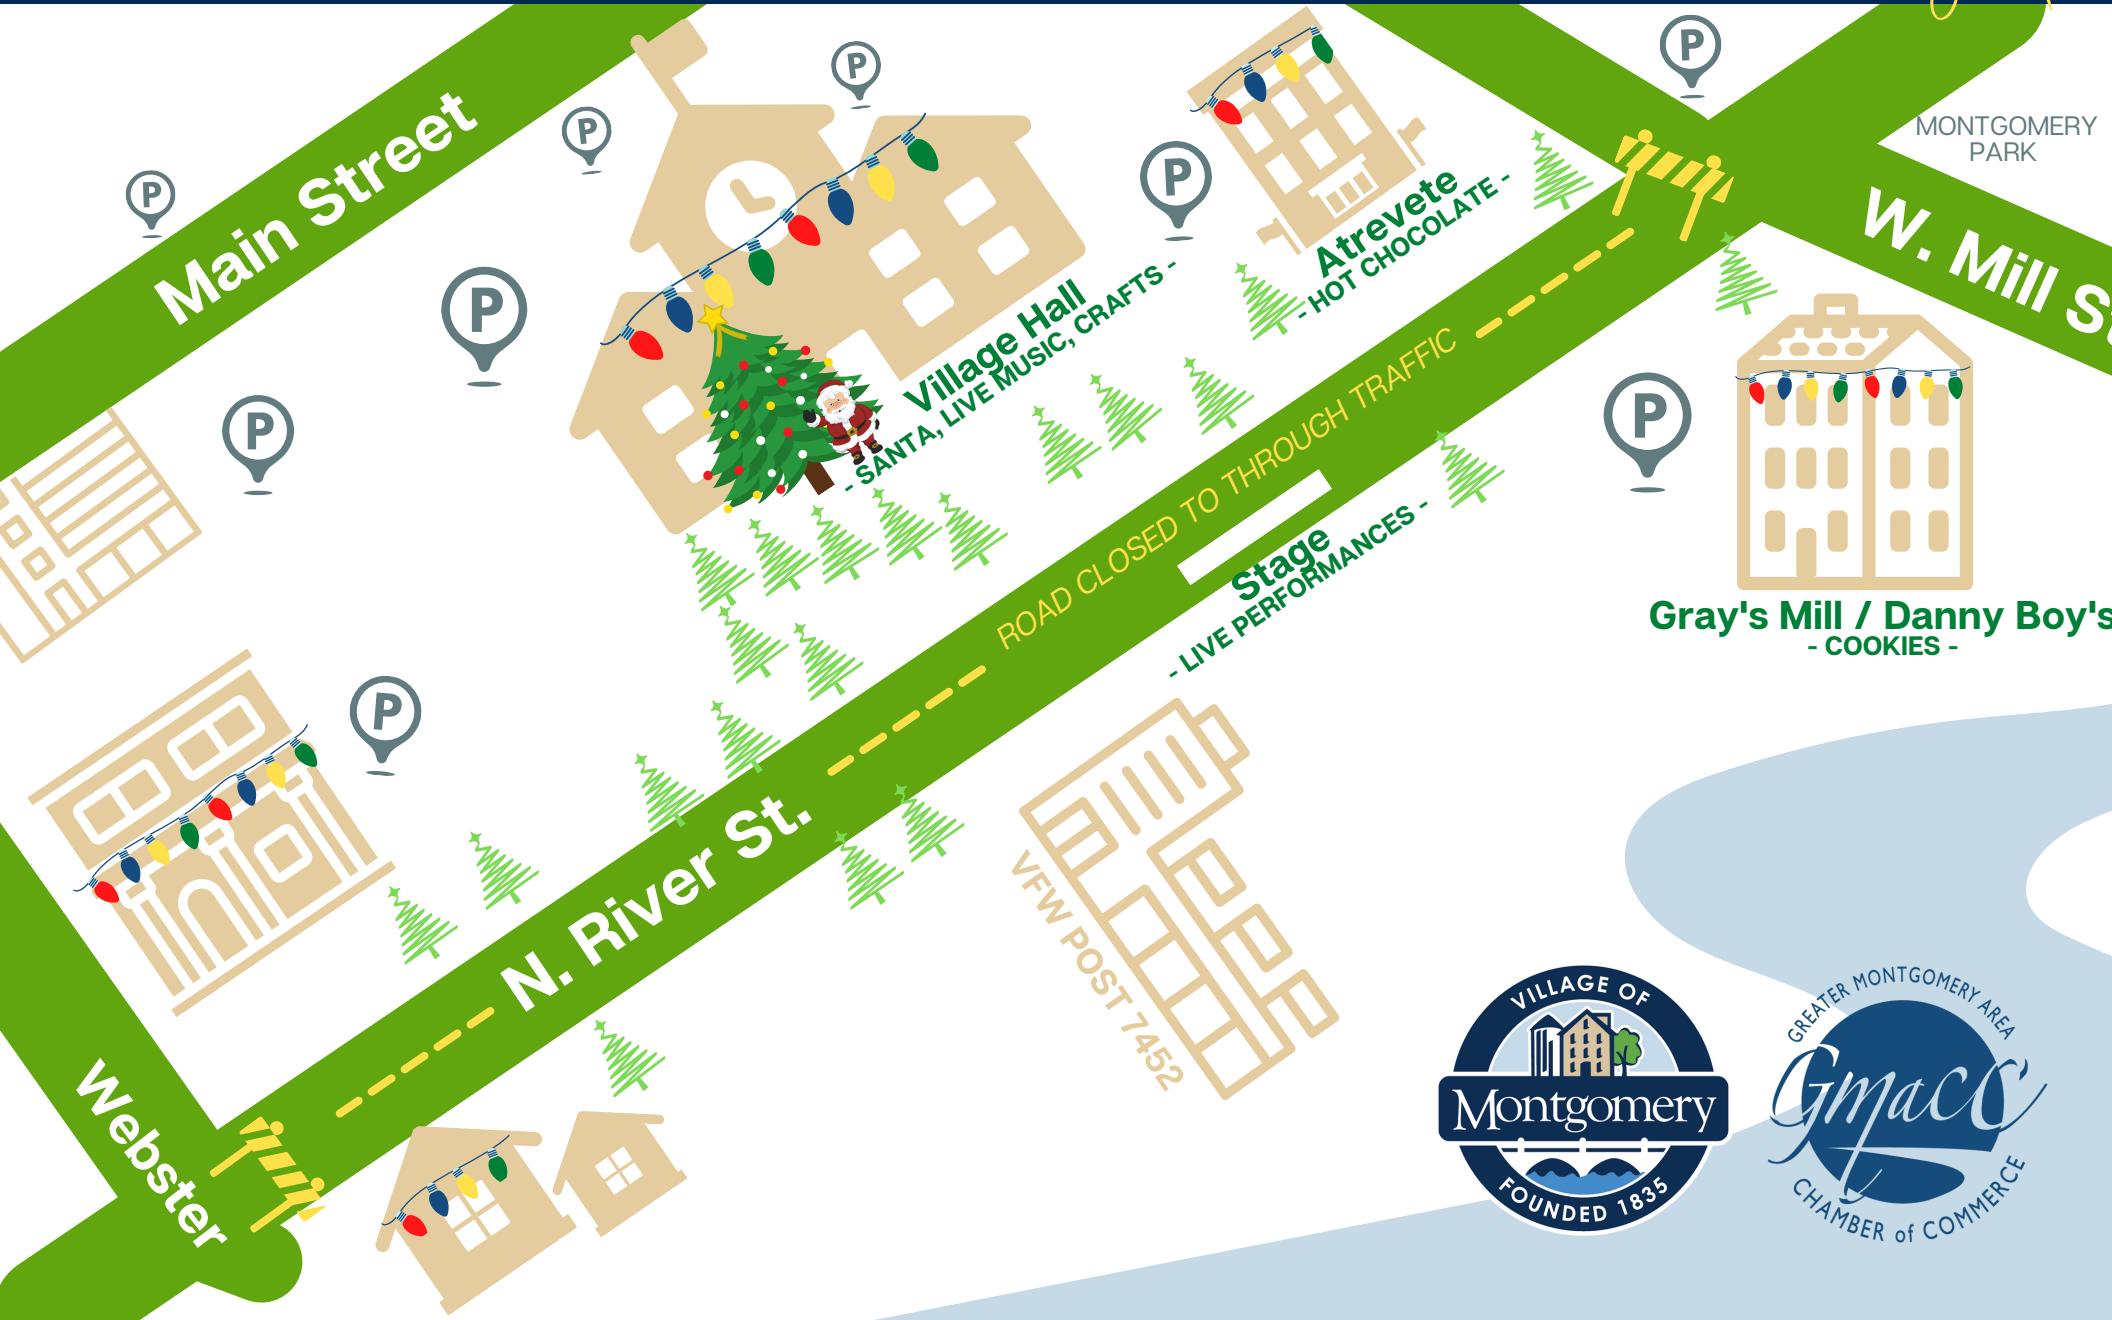 P
P
P
P
MONTGOMERY
PARK
Main Street
P
P
W. Mill St
Atrevete
- HOT CHOCOLATE -
Village Hall
- SANTA, LIVE MUSIC, CRAFTS -
P
P
ROAD CLOSED TO THROUGH TRAFFIC
Stage
- LIVE PERFORMANCES -
Gray's Mill / Danny Boy's
- COOKIES -
P
N. River St.
VFW POST 7452
Webster
VILLAGE OF
Montgomery
FOUNDED 1835
GREATER MONTGOMERY AREA
GMACC
CHAMBER of COMMERCE